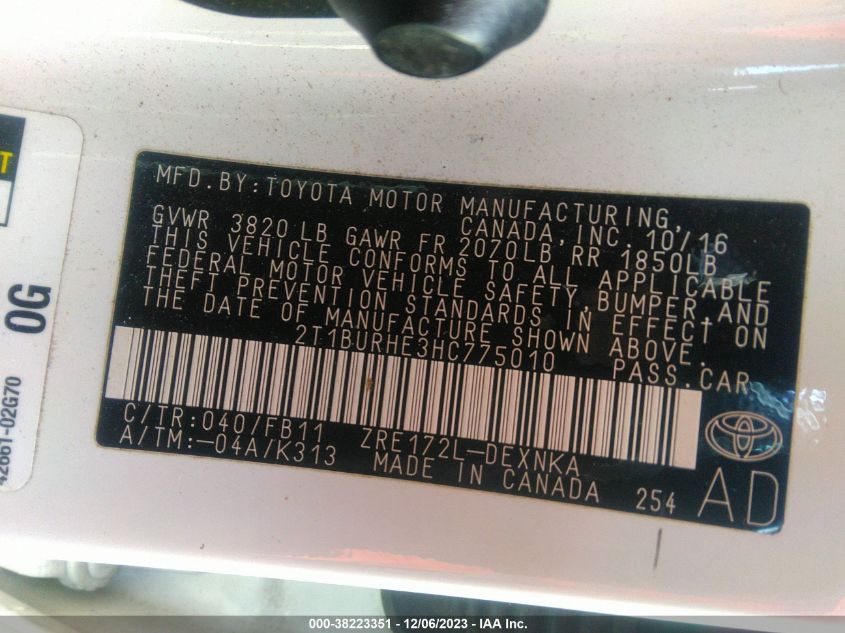 MFD.BY:TOYOTA MOTOR MANUFACTURING,
CANADA,INC. 10/16
GVWR 3820LB GAWR FR 2070LB RR 1850LB
THIS VEHICLE CONFORMS TO ALL APPLICABLE
FEDERAL MOTOR VEHICLE SAFETY,BUMPER,AND
THEFT PREVENTION STANDARDS IN EFFECT ON
THE DATE OF MANUFACTURE SHOWN ABOVE.
2T1BURHE3HC775010 PASS.CAR
C/TR:040/FB11 ZRE172L-DEXNKA
A/TM:-04A/K313 MADE IN CANADA 254
AD
T
0G
42661-02G70
000-38223351 - 12/06/2023 - IAA Inc.